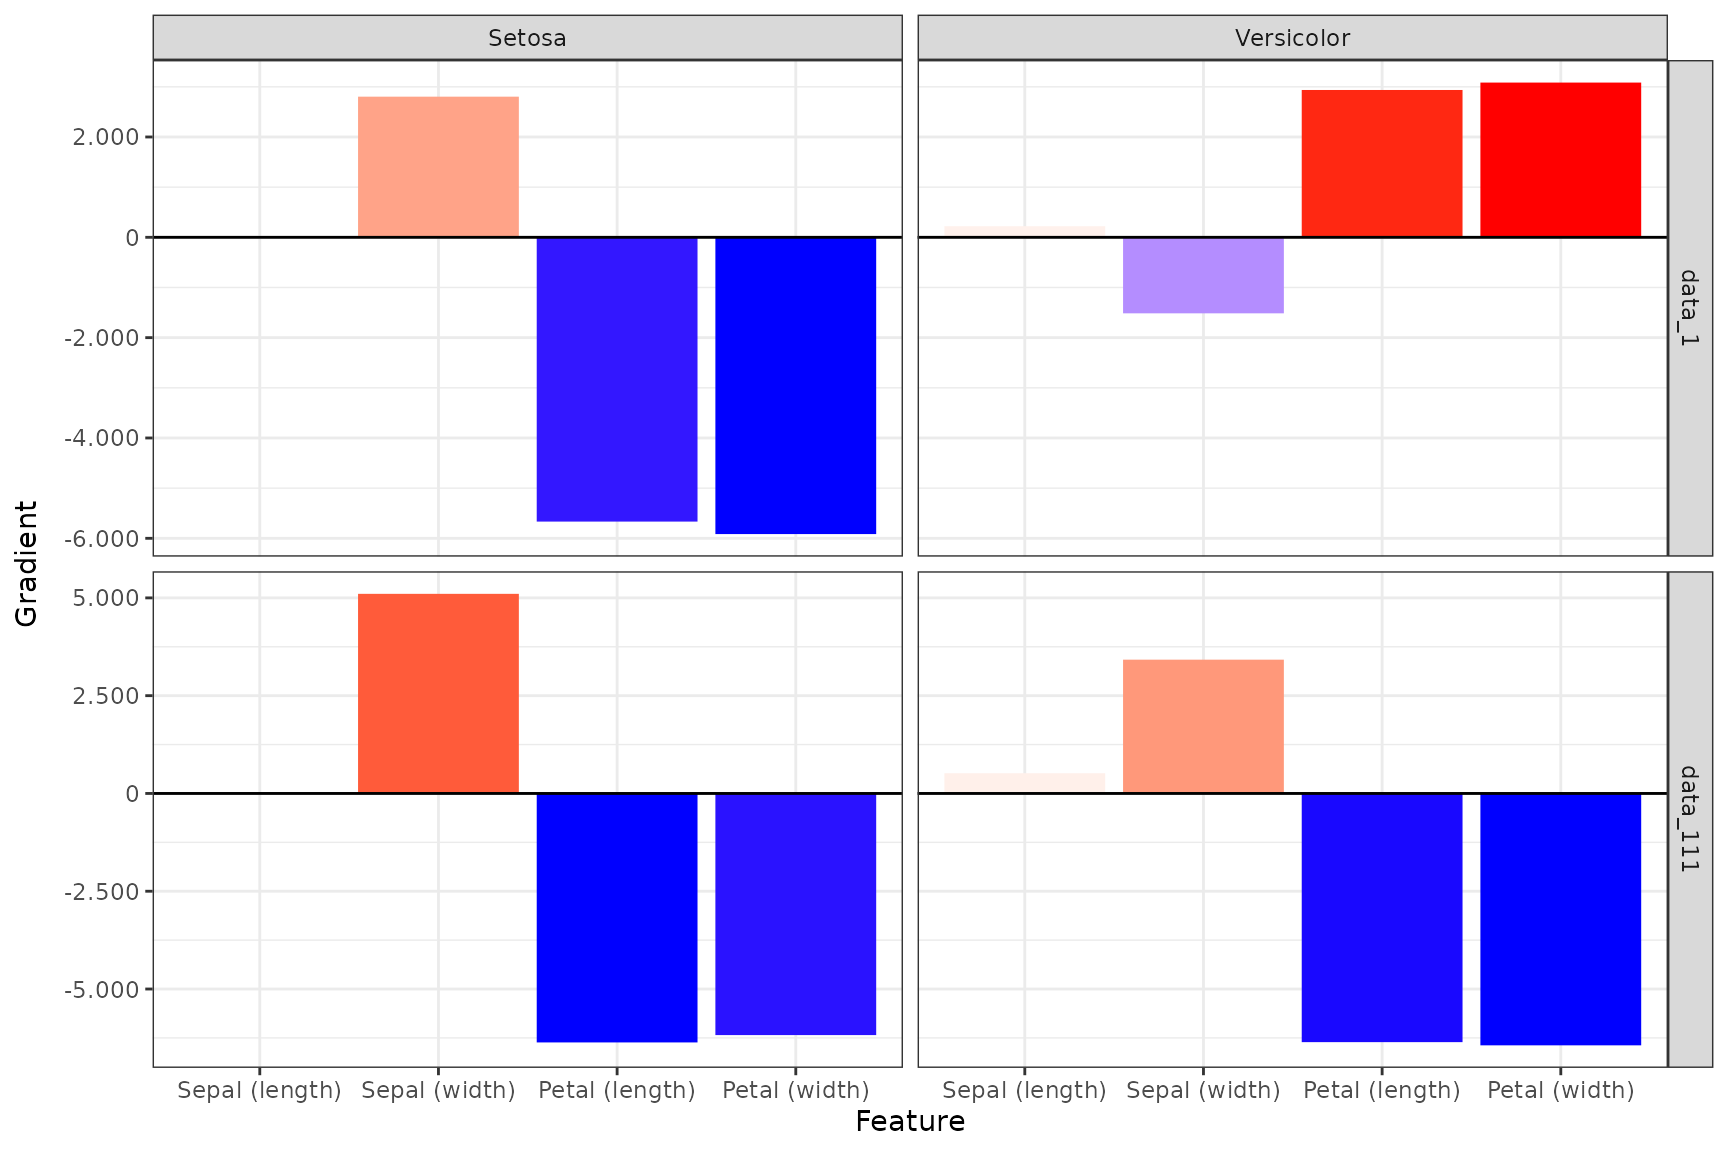 Setosa
Versicolor
2.000
0
-2.000
-4.000
-6.000
data_1
Gradient
5.000
2.500
0
-2.500
-5.000
data_111
Sepal (length) Sepal (width) Petal (length) Petal (width)
Sepal (length) Sepal (width) Petal (length) Petal (width)
Feature